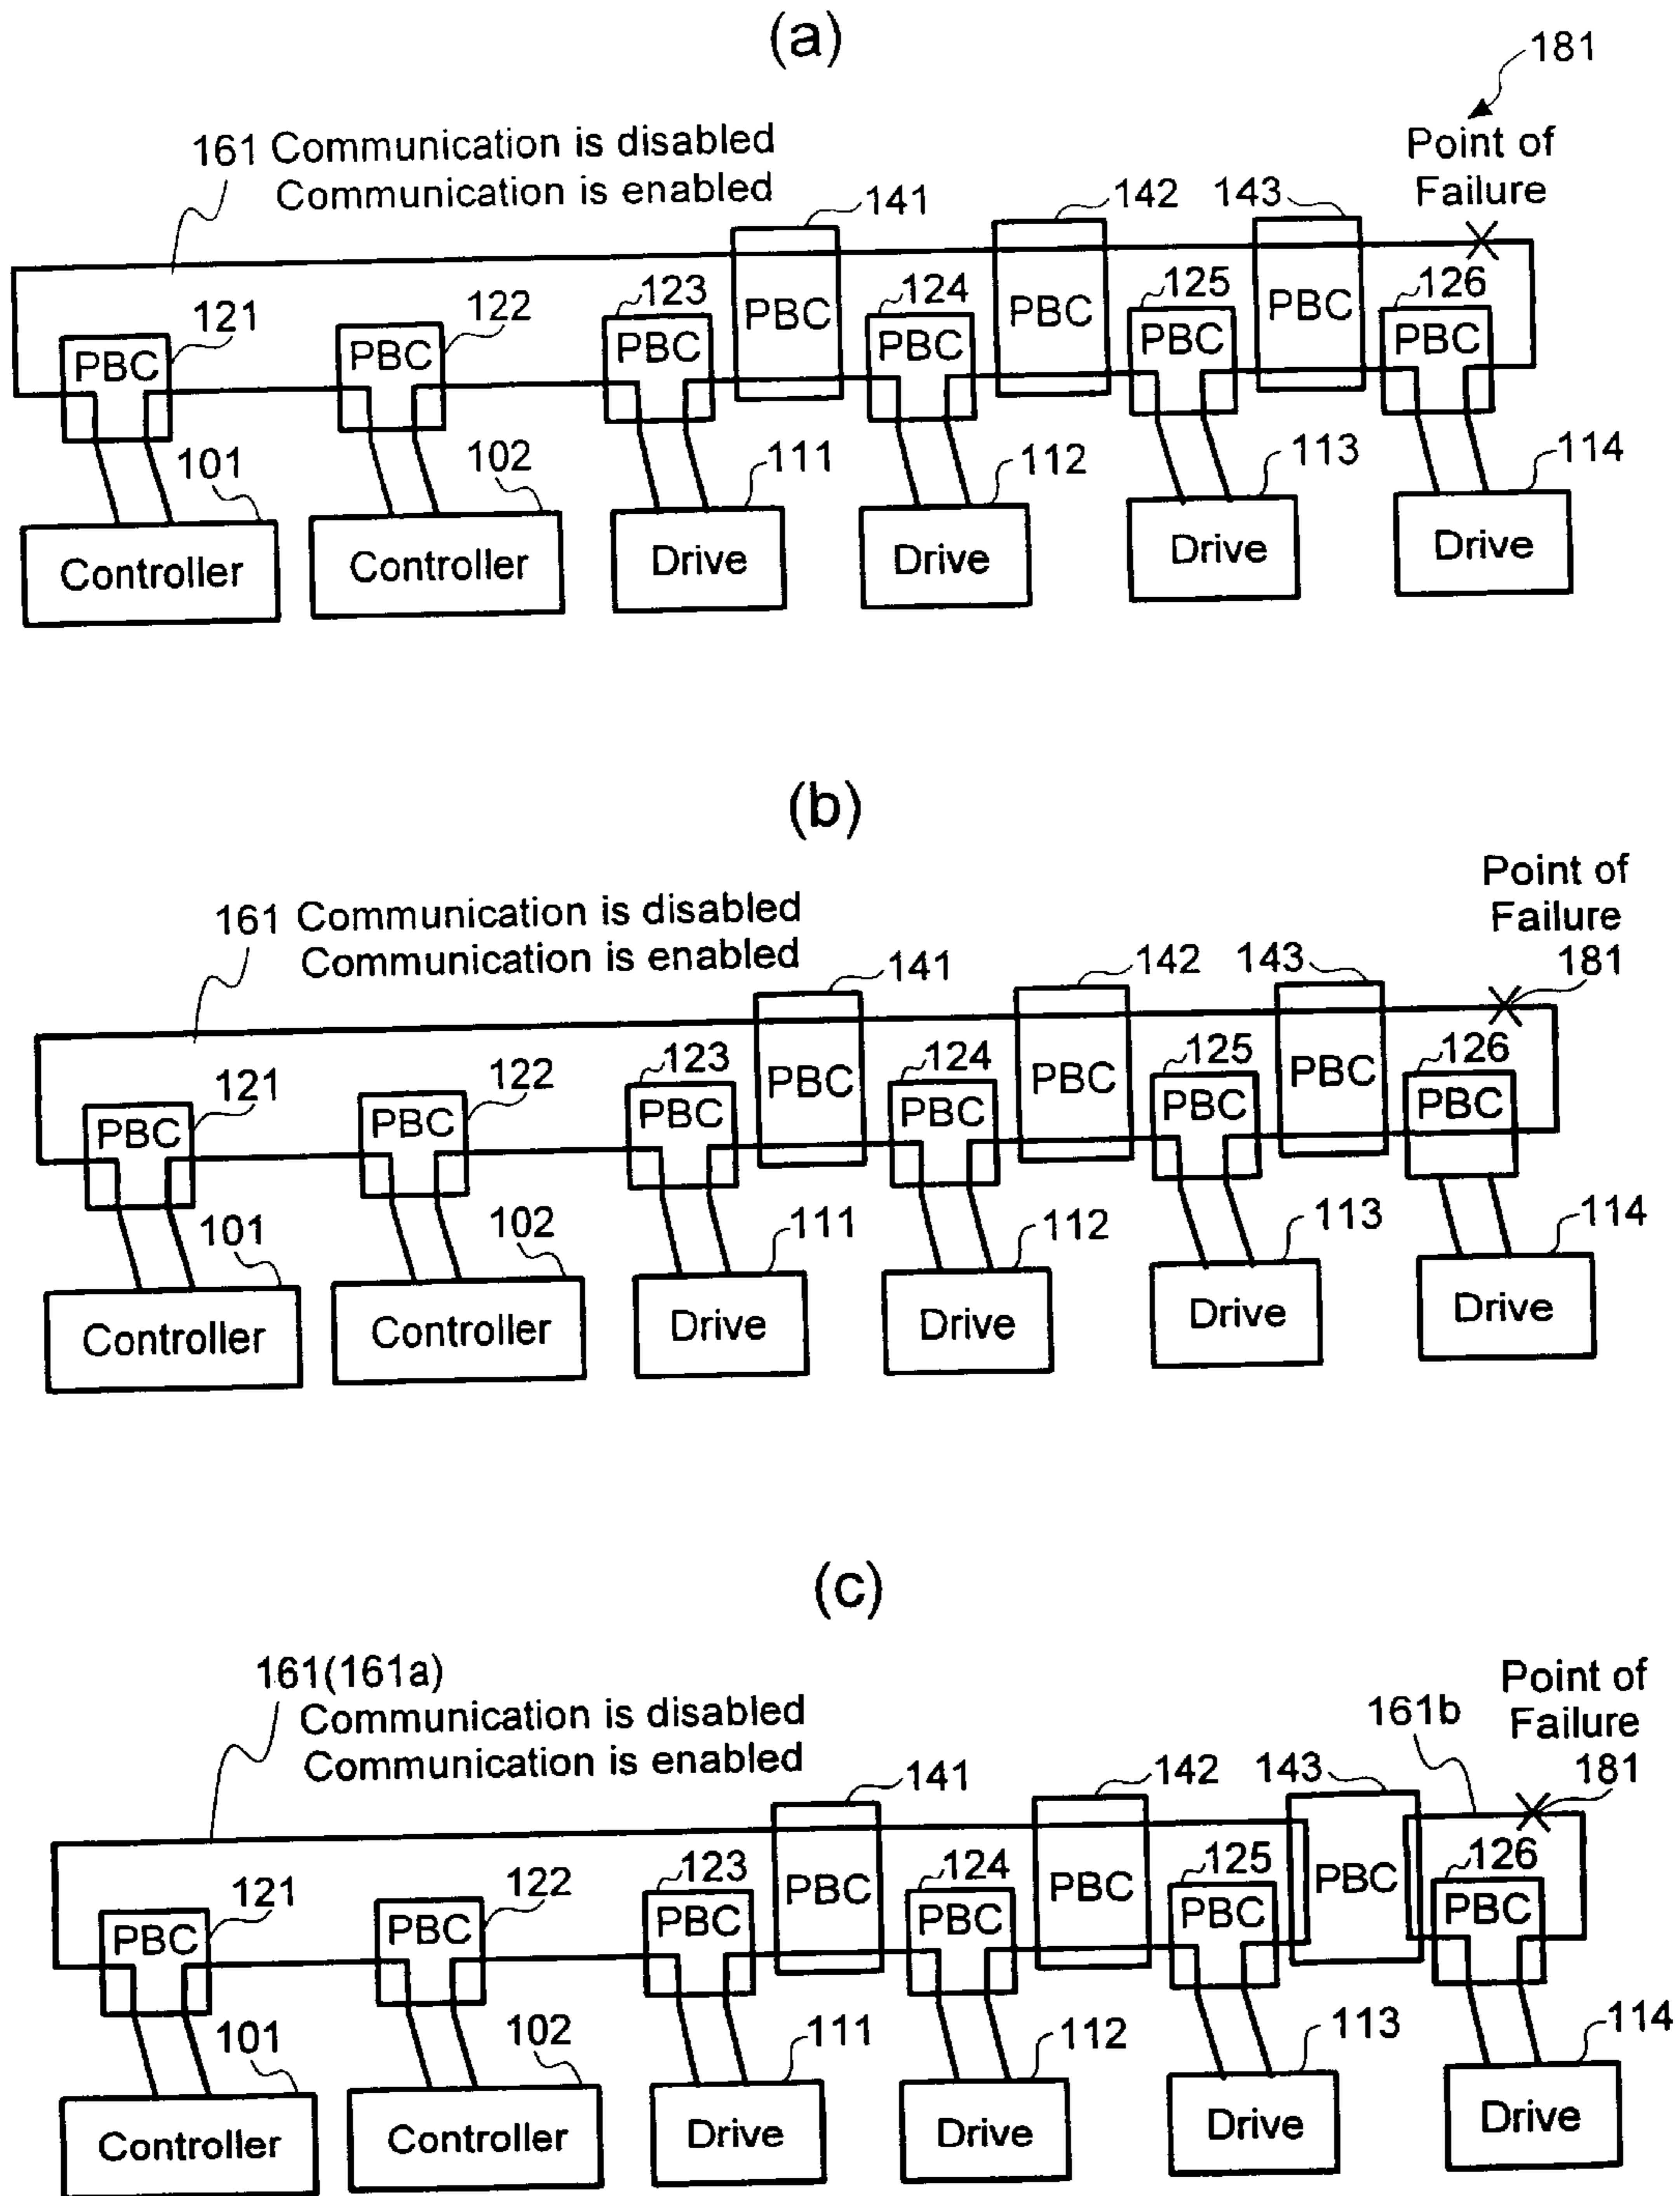 (a)
181
161 Communication is disabled
Communication is enabled
Point of
Failure
141
142
143
121
122
123
124
125
126
PBC
PBC
PBC
PBC
PBC
PBC
PBC
PBC
PBC
101
102
111
112
113
114
Controller
Controller
Drive
Drive
Drive
Drive
(b)
Point of
Failure
181
161 Communication is disabled
Communication is enabled
141
142
143
121
122
123
124
125
126
PBC
PBC
PBC
PBC
PBC
PBC
PBC
PBC
PBC
101
102
111
112
113
114
Controller
Controller
Drive
Drive
Drive
Drive
(c)
161(161a)
Communication is disabled
Communication is enabled
161b
Point of
Failure
181
141
142
143
121
122
123
124
125
126
PBC
PBC
PBC
PBC
PBC
PBC
PBC
PBC
PBC
101
102
111
112
113
114
Controller
Controller
Drive
Drive
Drive
Drive